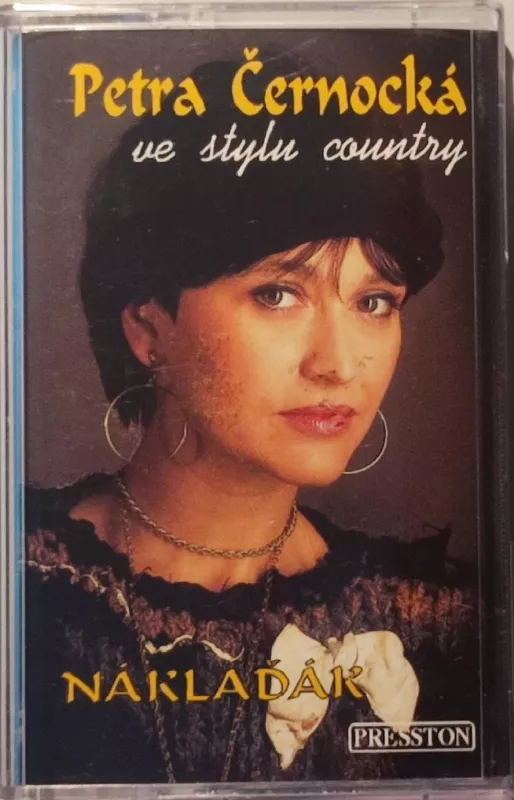 Petra Černocká
ve stylu country
NÁKLAĎÁK
PRESSTON